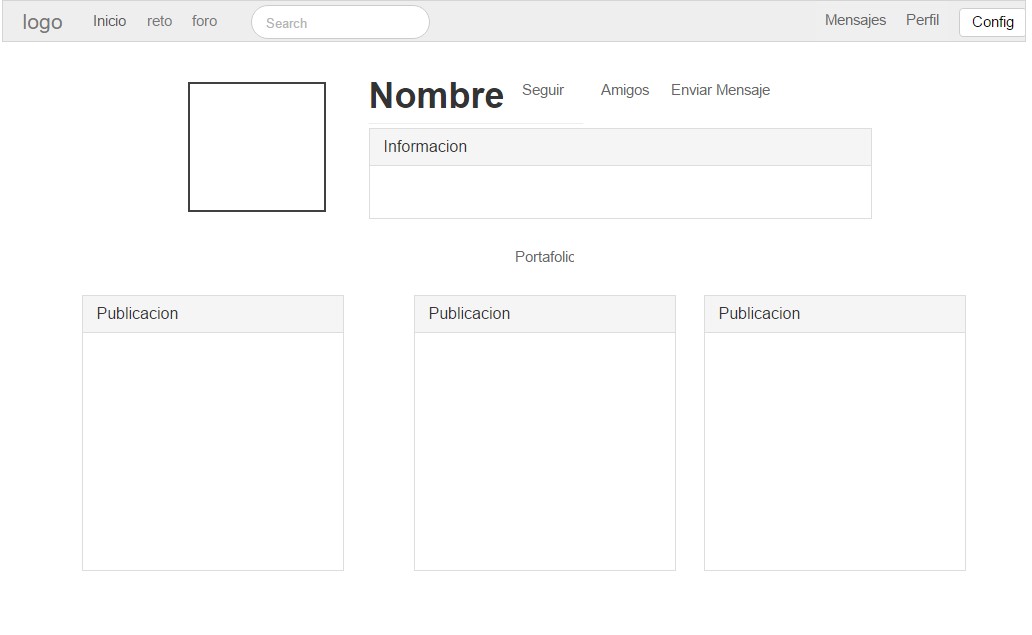 logo Inicio reto foro Search Mensajes Perfil Config
Nombre Seguir Amigos Enviar Mensaje
Informacion
Portafolic
Publicacion Publicacion Publicacion